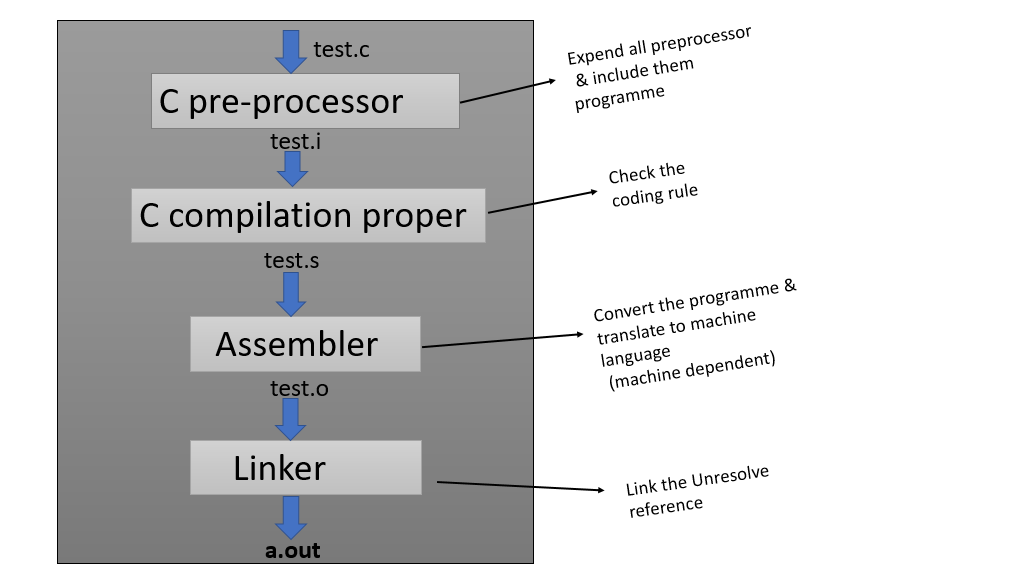 test.c
C pre-processor
Expend all preprocessor
& include them
programme
test.i
C compilation proper
Check the
coding rule
test.s
Assembler
Convert the programme &
translate to machine
language
(machine dependent)
test.o
Linker
Link the Unresolve
reference
a.out